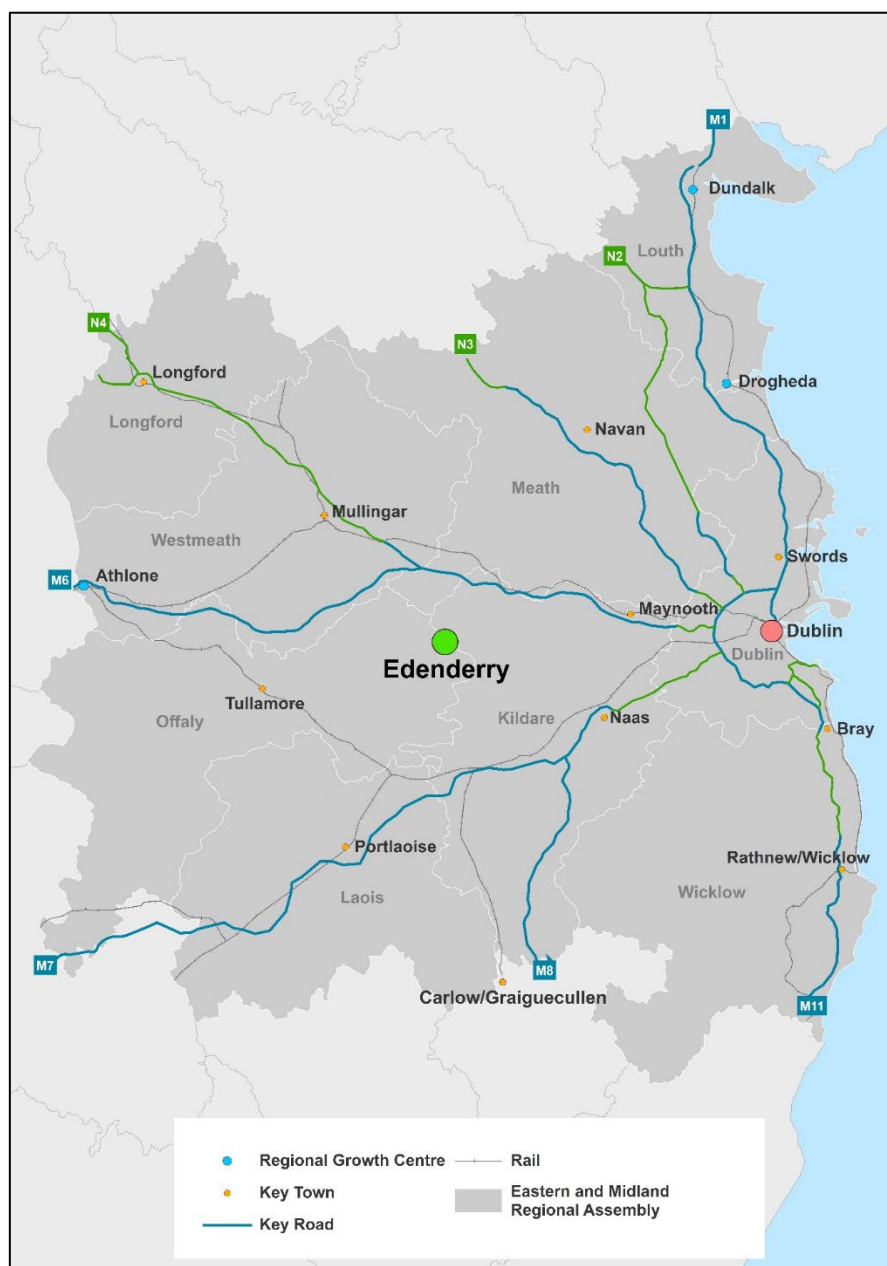 M1
Dundalk
Louth
N2
N4
N3
Longford
Longford
Drogheda
Navan
Meath
Mullingar
Westmeath
Swords
M6
Athlone
Maynooth
Dublin
Dublin
Edenderry
Tullamore
Offaly
Kildare
Naas
Bray
Portlaoise
Rathnew/Wicklow
Laois
Wicklow
M7
M8
Carlow/Graiguecullen
M11
Regional Growth Centre
Rail
Key Town
Eastern and Midland
Regional Assembly
Key Road